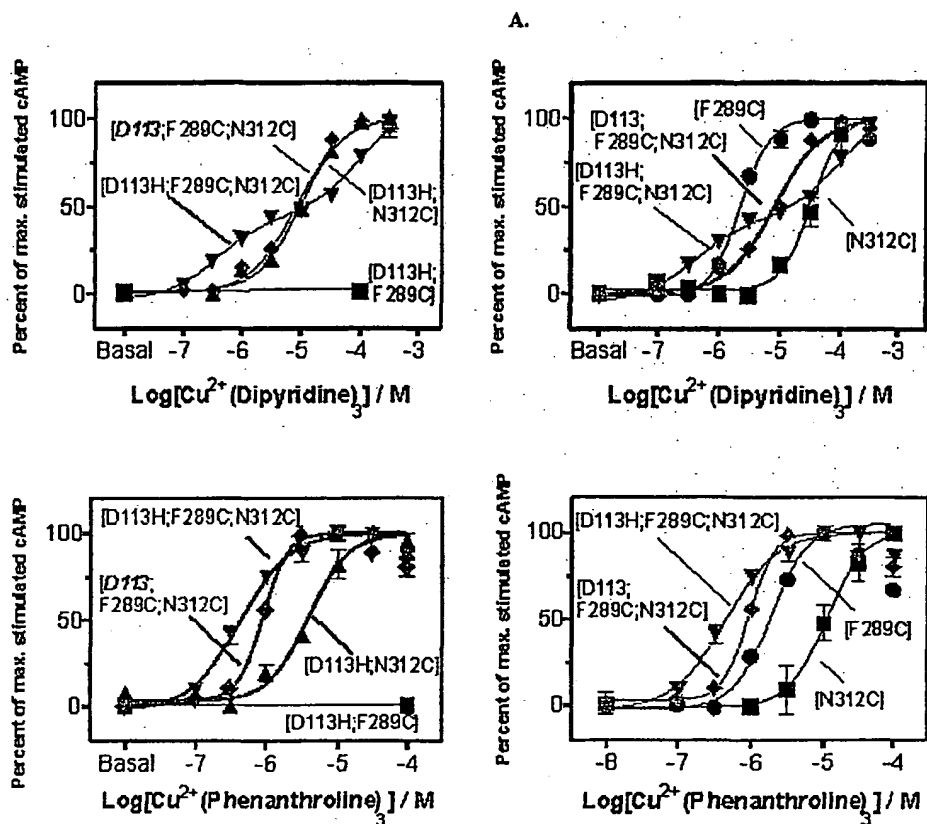 A.
Percent of max. stimulated cAMP
100
50
0
[D113;F289C;N312C]
[D113H;F289C;N312C]
[D113H;
N312C]
[D113H;
F289C]
Basal -7 -6 -5 -4 -3
Log[Cu²⁺(Dipyridine)₃] / M
Percent of max. stimulated cAMP
100
50
0
[F289C]
[D113;
F289C;N312C]
[D113H;
F289C;N312C]
[N312C]
Basal -7 -6 -5 -4 -3
Log[Cu²⁺(Dipyridine)₃] / M
Percent of max. stimulated cAMP
100
50
0
[D113H;F289C;N312C]
[D113;
F289C;N312C]
[D113H;N312C]
[D113H;F289C]
Basal -7 -6 -5 -4
Log[Cu²⁺(Phenanthroline)₃] / M
Percent of max. stimulated cAMP
100
50
0
[D113H;F289C;N312C]
[D113;
F289C;N312C]
[F289C]
[N312C]
-8 -7 -6 -5 -4
Log[Cu²⁺(Phenanthroline)₃] / M